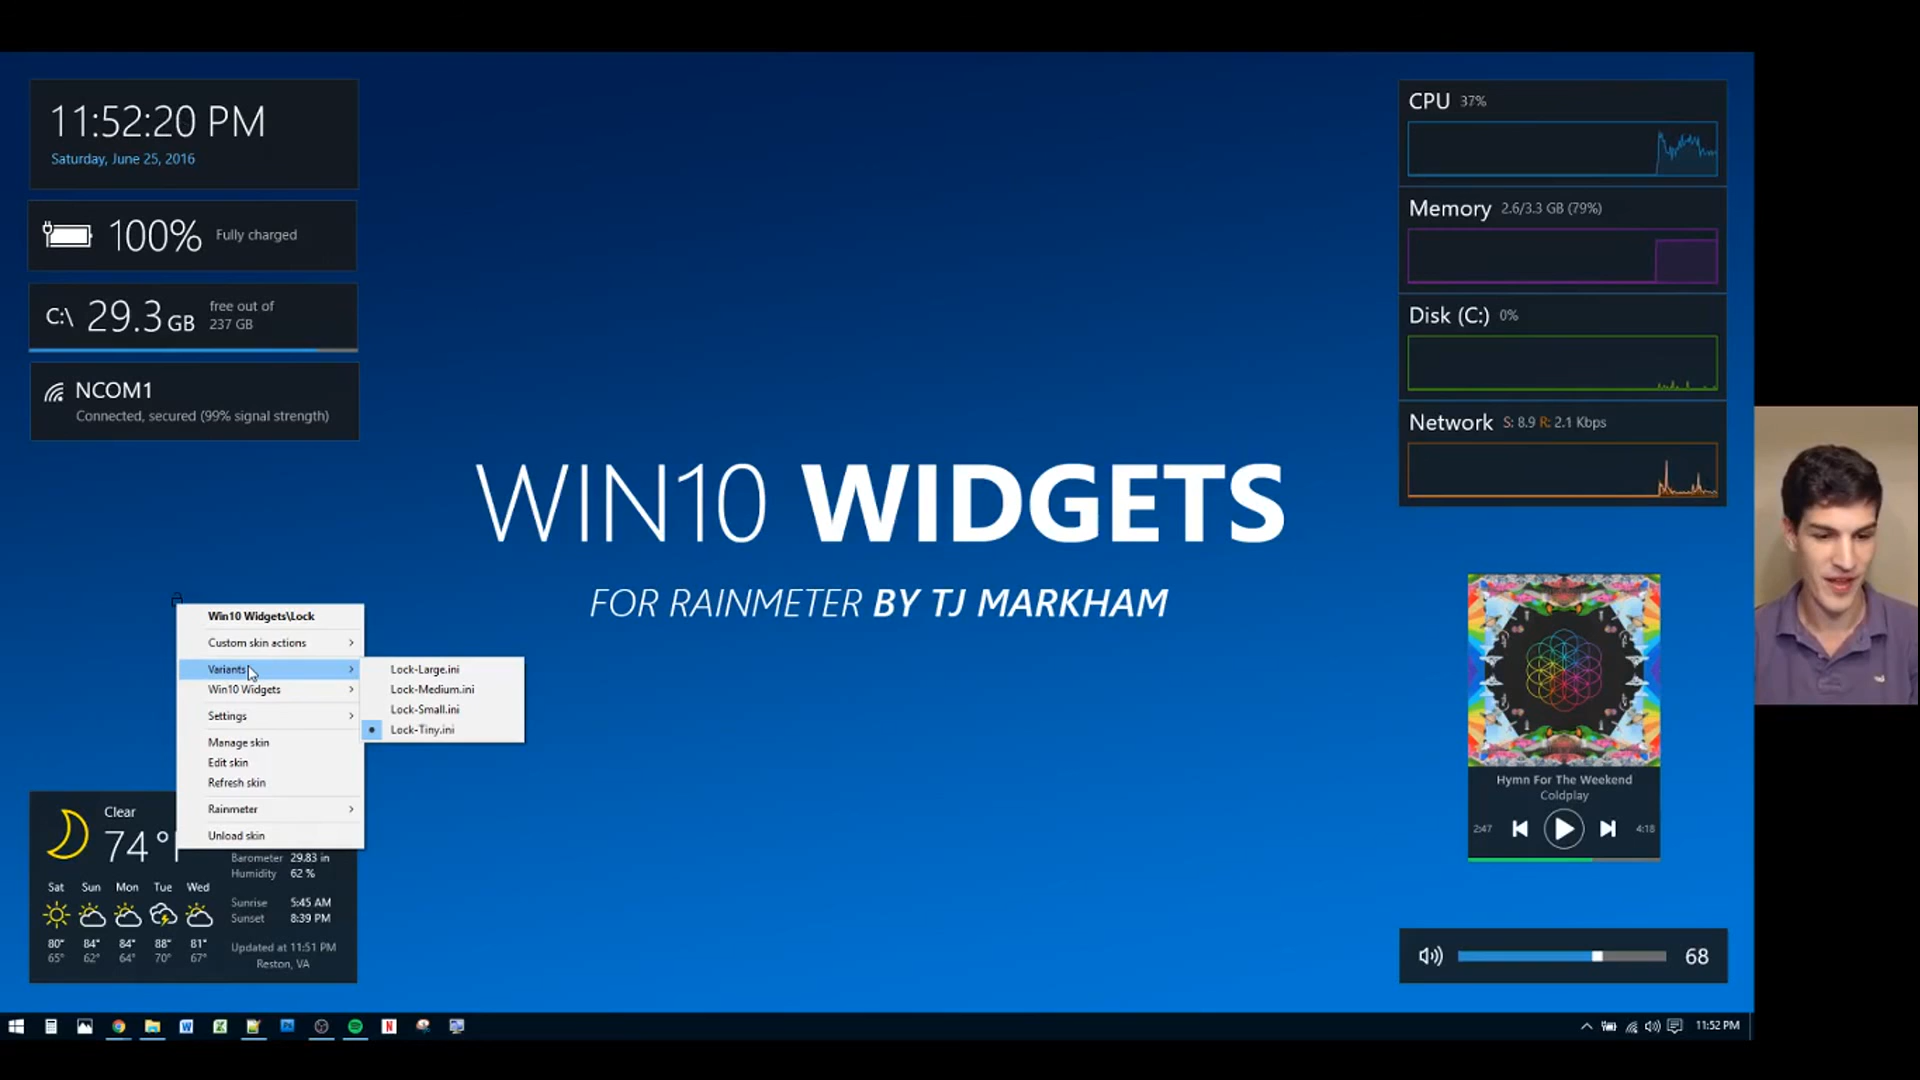 11:52:20 PM
Saturday, June 25, 2016
100% Fully charged
C:\ 29.3 GB free out of
237 GB
NCOM1
Connected, secured (99% signal strength)
WIN10 WIDGETS
FOR RAINMETER BY TJ MARKHAM
Win10 Widgets\Lock
Custom skin actions
Variants
Win10 Widgets
Settings
Manage skin
Edit skin
Refresh skin
Rainmeter
Unload skin
Lock-Large.ini
Lock-Medium.ini
Lock-Small.ini
Lock-Tiny.ini
Clear
74°
Barometer 29.83 in
Humidity 62 %
Sunrise 5:45 AM
Sunset 8:39 PM
Updated at 11:51 PM
Reston, VA
Sat Sun Mon Tue Wed
80° 84° 84° 88° 81°
65° 62° 64° 70° 67°
CPU 37%
Memory 2.6/3.3 GB (79%)
Disk (C:) 0%
Network S: 8.9 R: 2.1 Kbps
Hymn For The Weekend
Coldplay
2:47 4:18
68
11:52 PM